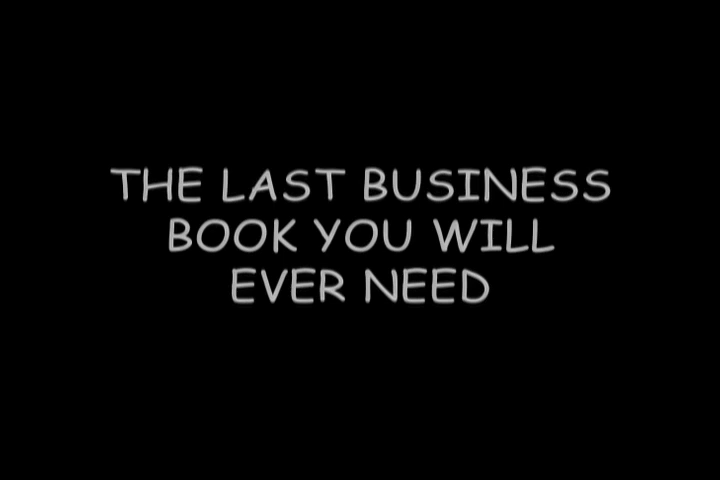 THE LAST BUSINESS
BOOK YOU WILL
EVER NEED